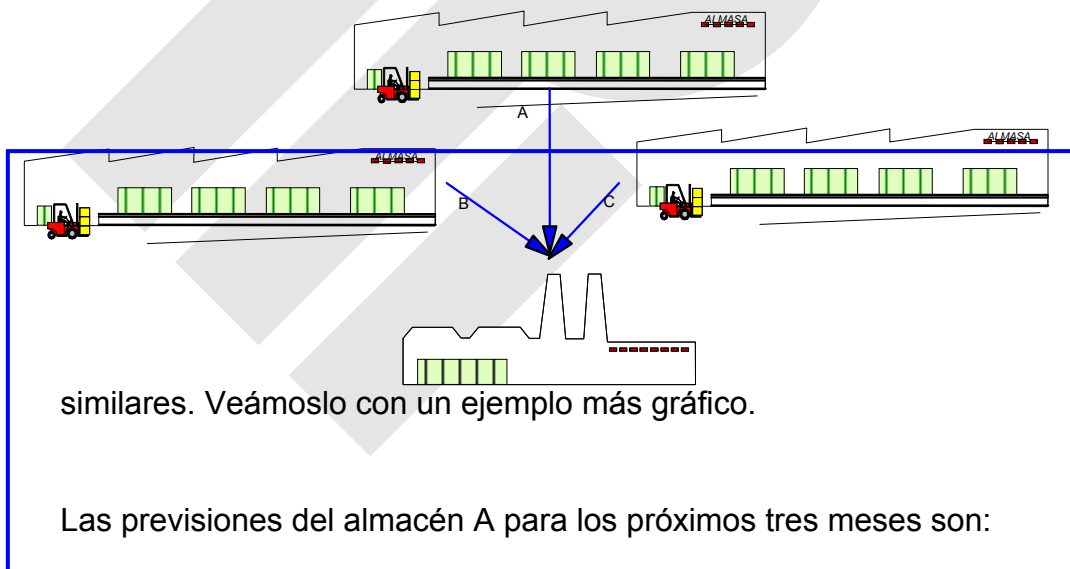 ALMASA
A
ALMASA
ALMASA
B
C
similares. Veámoslo con un ejemplo más gráfico.
Las previsiones del almacén A para los próximos tres meses son: